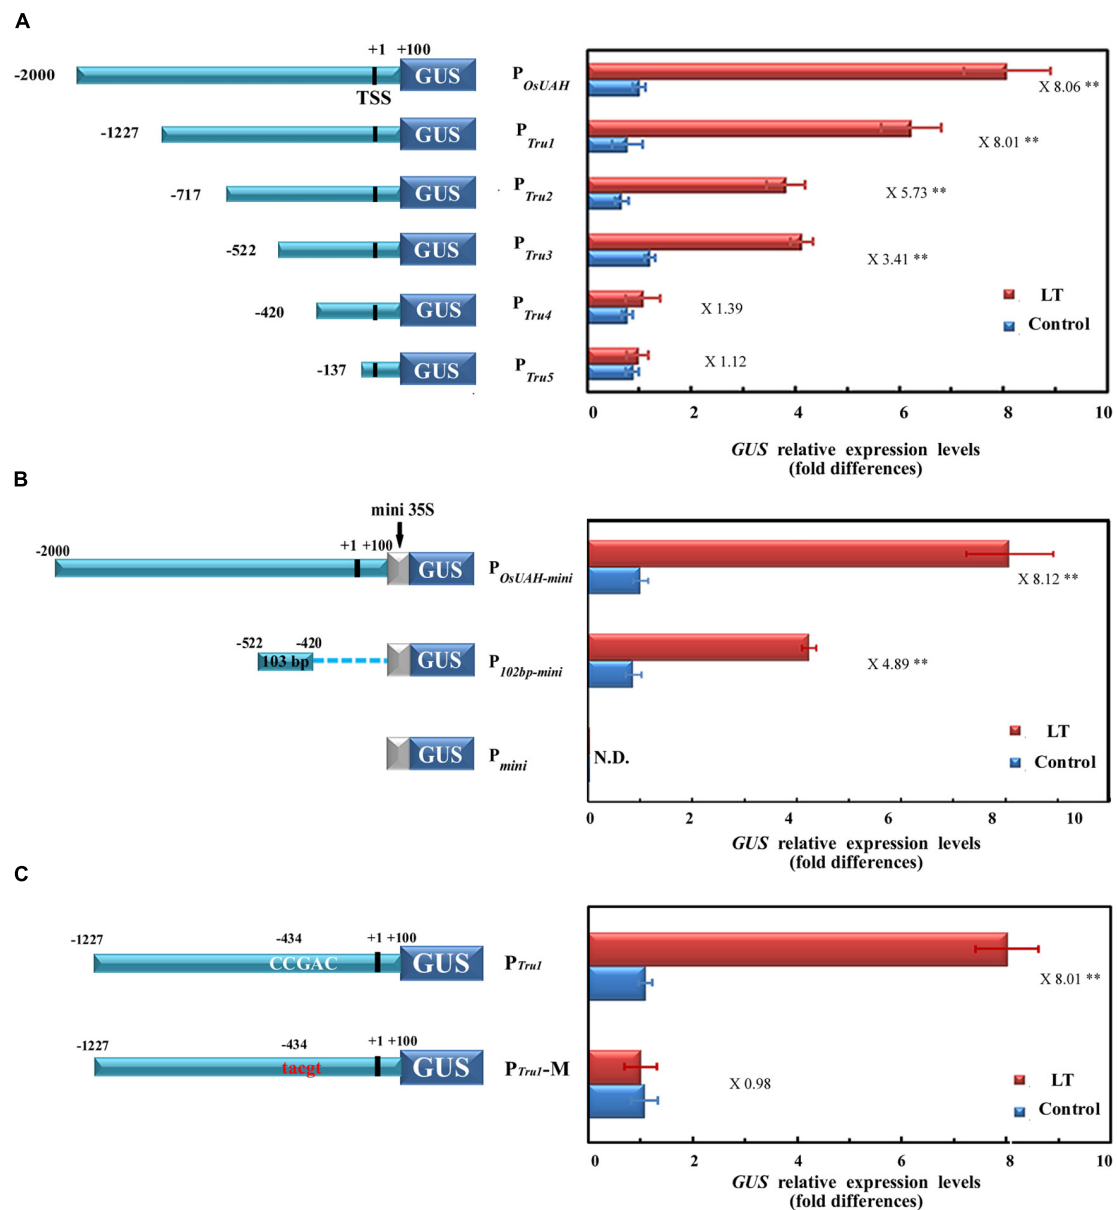 A
-2000
+1 +100
GUS
TSS
P OsUAH
X 8.06 **
-1227
GUS
P Tru1
X 8.01 **
-717
GUS
P Tru2
X 5.73 **
-522
GUS
P Tru3
X 3.41 **
-420
GUS
P Tru4
X 1.39
-137
GUS
P Tru5
X 1.12
LT
Control
0 2 4 6 8 10
GUS relative expression levels
(fold differences)
B
mini 35S
-2000
+1 +100
GUS
P OsUAH-mini
X 8.12 **
-522 -420
103 bp
GUS
P 102bp-mini
X 4.89 **
GUS
P mini
N.D.
LT
Control
0 2 4 6 8 10
GUS relative expression levels
(fold differences)
C
-1227 -434 +1 +100
CCGAC
GUS
P Tru1
X 8.01 **
-1227 -434 +1 +100
tacgt
GUS
P Tru1-M
X 0.98
LT
Control
0 2 4 6 8 10
GUS relative expression levels
(fold differences)